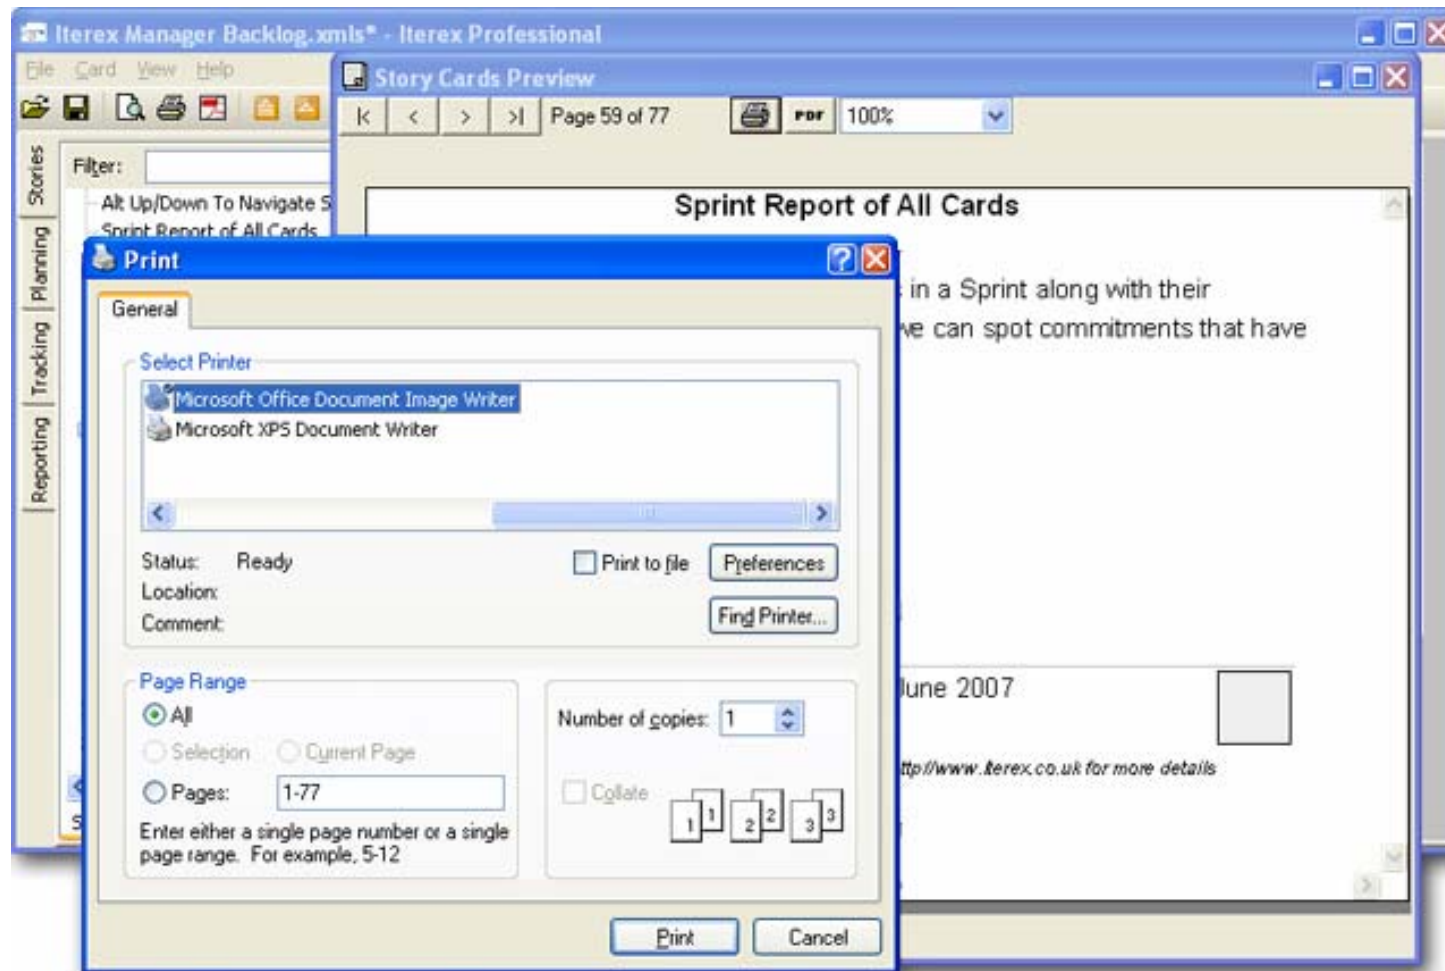 Iterex Manager Backlog.xmls* - Iterex Professional
File Card View Help
Stories
Planning
Tracking
Reporting
Filter:
Alt Up/Down To Navigate S
Sprint Report of All Cards
Story Cards Preview
|< < > >| Page 59 of 77 PDF 100%
Sprint Report of All Cards
in a Sprint along with their
we can spot commitments that have
June 2007
ttp://www.iterex.co.uk for more details
Print
General
Select Printer
Microsoft Office Document Image Writer
Microsoft XPS Document Writer
Status: Ready
Print to file
Preferences
Location:
Comment:
Find Printer...
Page Range
All
Selection Current Page
Pages: 1-77
Enter either a single page number or a single
page range. For example, 5-12
Number of copies: 1
Collate
1 1 2 2 3 3
Print Cancel